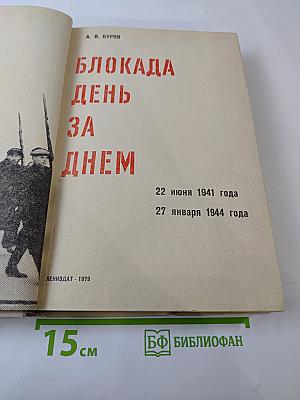 А. В. БУРОВ
БЛОКАДА
ДЕНЬ
ЗА
ДНЕМ
22 июня 1941 года
27 января 1944 года
ЛЕНИЗДАТ · 1979
15 см
БФ БИБЛИОФАН